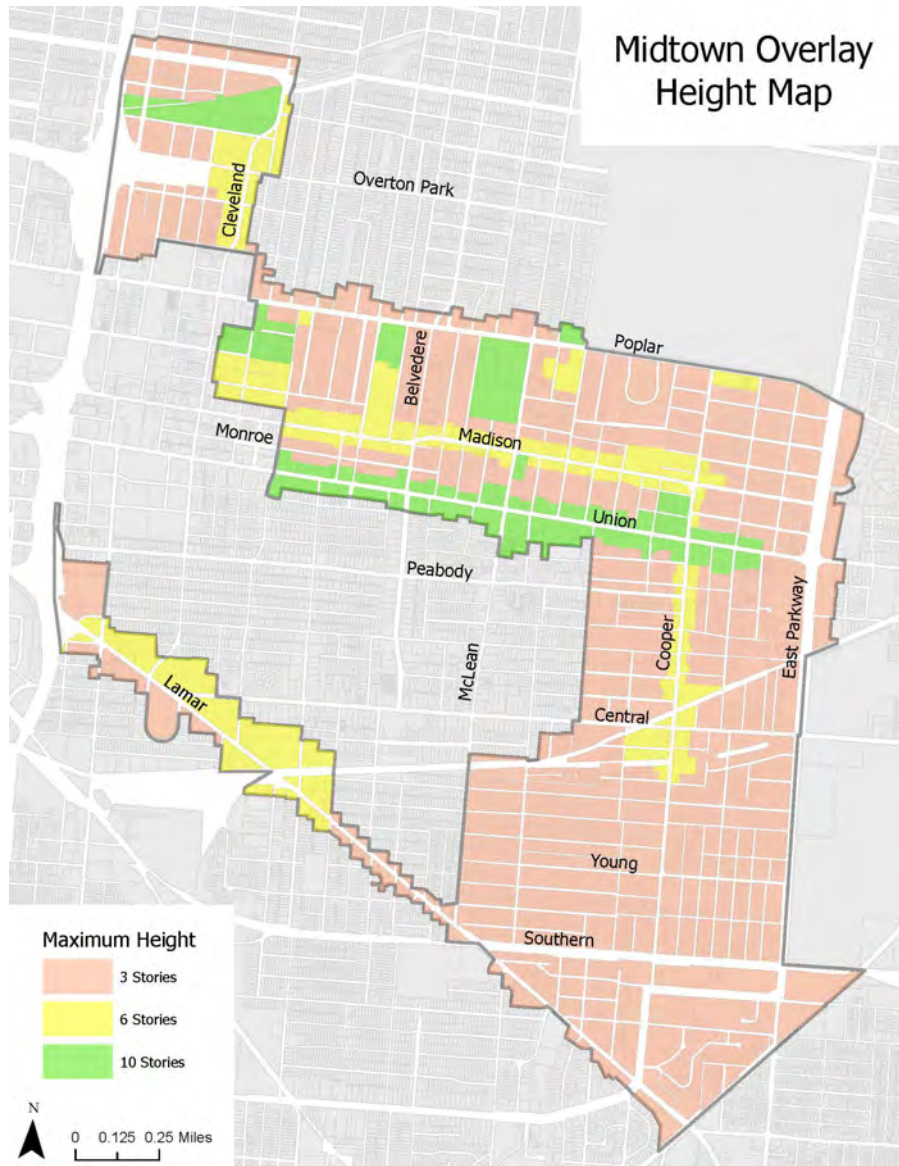 Midtown Overlay
Height Map
Cleveland
Overton Park
Poplar
Belvedere
Monroe
Madison
Union
Peabody
McLean
Cooper
East Parkway
Lamar
Central
Young
Southern
Maximum Height
3 Stories
6 Stories
10 Stories
N
0 0.125 0.25 Miles